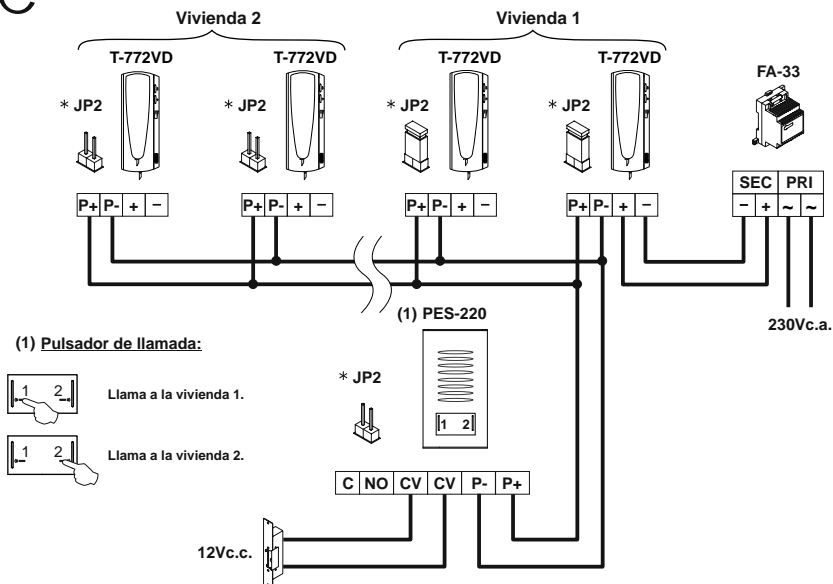 C
Vivienda 2 Vivienda 1
T-772VD T-772VD T-772VD T-772VD
FA-33
* JP2 * JP2 * JP2 * JP2
SEC PRI
P+ P- + − P+ P- + − P+ P- + − P+ P- + − − + ~ ~
230Vc.a.
(1) PES-220
(1) Pulsador de llamada:
* JP2
1 2 Llama a la vivienda 1.
1 2
1 2 Llama a la vivienda 2.
C NO CV CV P- P+
12Vc.c.